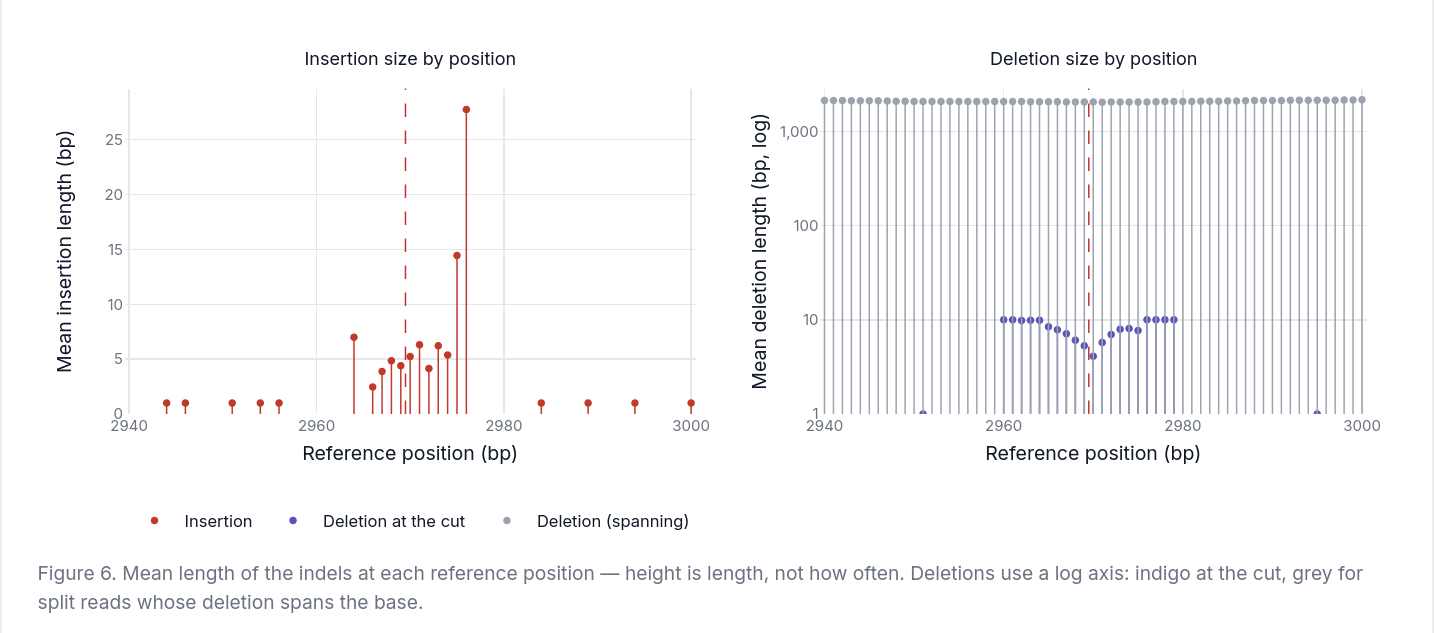 Insertion size by position
Mean insertion length (bp)
25
20
15
10
5
0
2940
2960
2980
3000
Reference position (bp)
Deletion size by position
Mean deletion length (bp, log)
1,000
100
10
1
2940
2960
2980
3000
Reference position (bp)
Insertion
Deletion at the cut
Deletion (spanning)
Figure 6. Mean length of the indels at each reference position — height is length, not how often. Deletions use a log axis: indigo at the cut, grey for
split reads whose deletion spans the base.